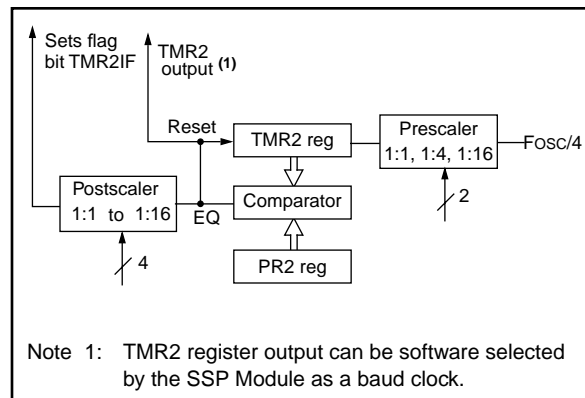 Sets flag
bit TMR2IF
TMR2
output (1)
Reset
TMR2 reg
Prescaler
1:1, 1:4, 1:16
FOSC/4
2
Postscaler
1:1 to 1:16
EQ
Comparator
4
PR2 reg
Note 1: TMR2 register output can be software selected
by the SSP Module as a baud clock.